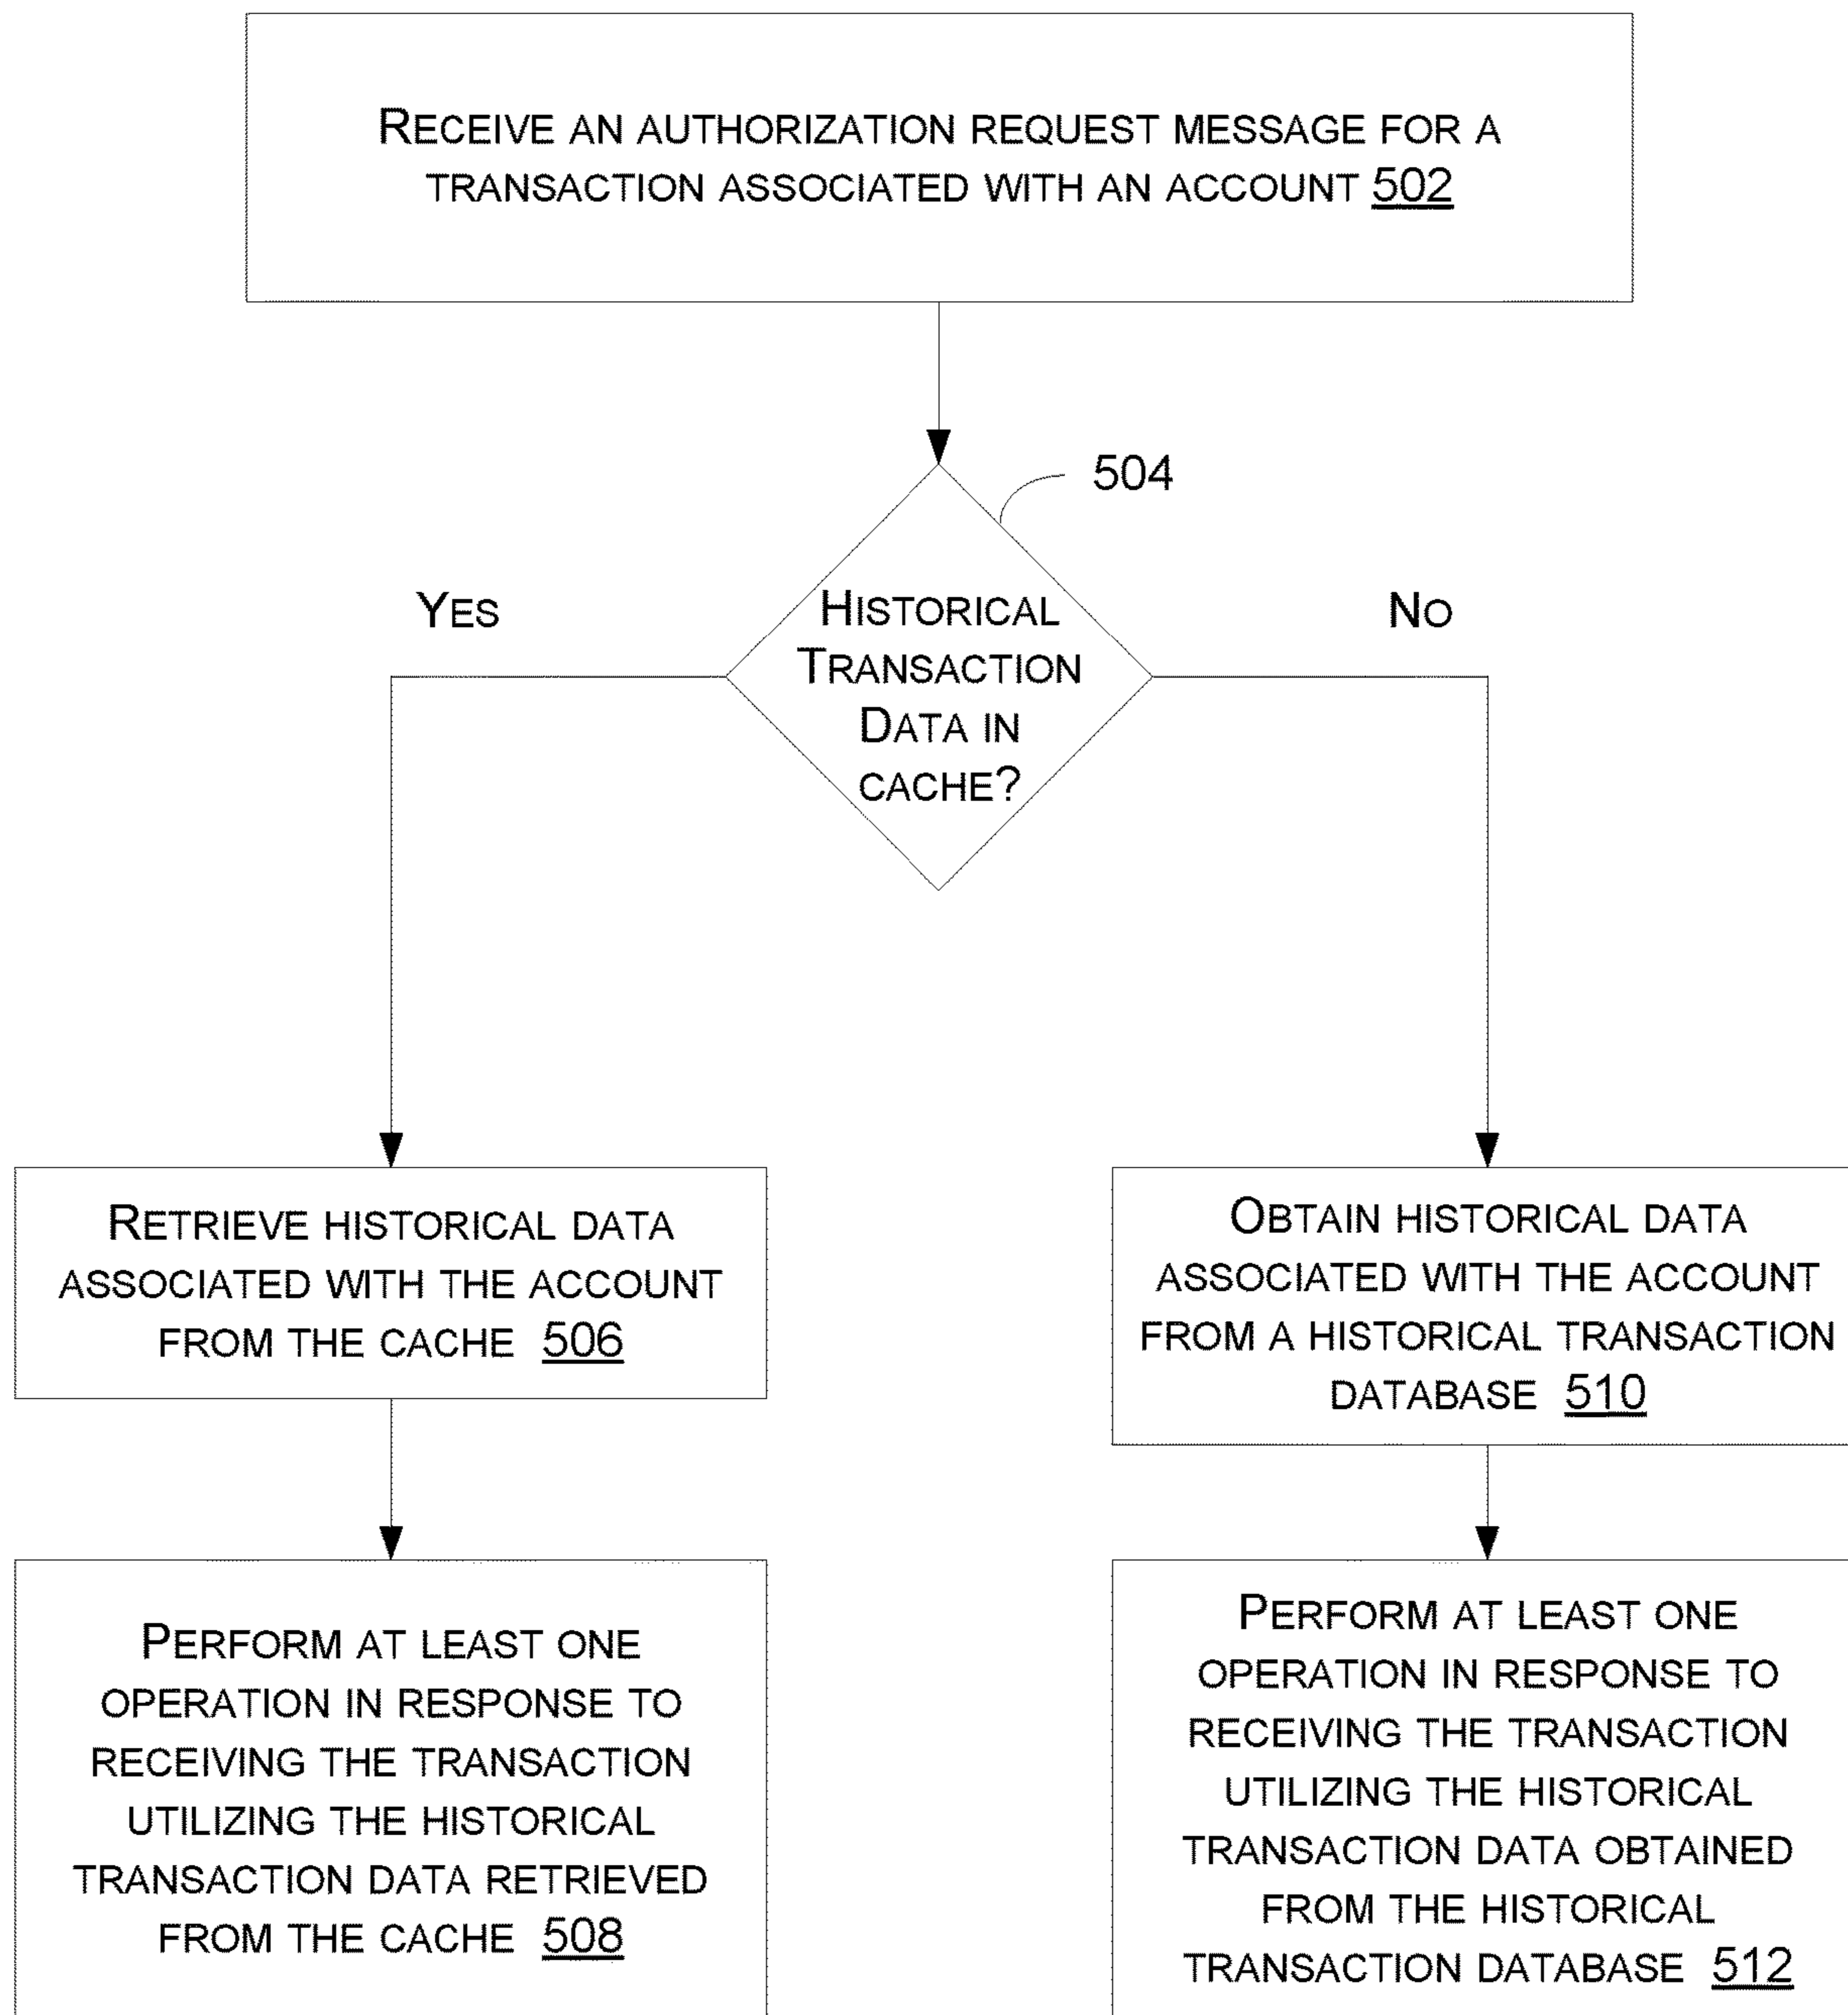 RECEIVE AN AUTHORIZATION REQUEST MESSAGE FOR A
TRANSACTION ASSOCIATED WITH AN ACCOUNT 502
504
YES
NO
HISTORICAL
TRANSACTION
DATA IN
CACHE?
RETRIEVE HISTORICAL DATA
ASSOCIATED WITH THE ACCOUNT
FROM THE CACHE 506
OBTAIN HISTORICAL DATA
ASSOCIATED WITH THE ACCOUNT
FROM A HISTORICAL TRANSACTION
DATABASE 510
PERFORM AT LEAST ONE
OPERATION IN RESPONSE TO
RECEIVING THE TRANSACTION
UTILIZING THE HISTORICAL
TRANSACTION DATA RETRIEVED
FROM THE CACHE 508
PERFORM AT LEAST ONE
OPERATION IN RESPONSE TO
RECEIVING THE TRANSACTION
UTILIZING THE HISTORICAL
TRANSACTION DATA OBTAINED
FROM THE HISTORICAL
TRANSACTION DATABASE 512